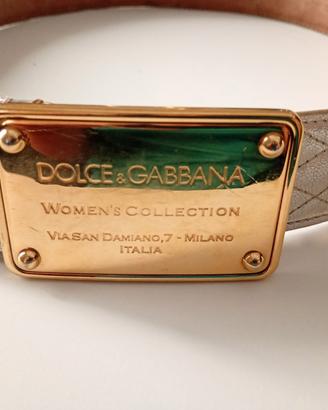 DOLCE & GABBANA
WOMEN'S COLLECTION
VIA SAN DAMIANO,7 - MILANO
ITALIA